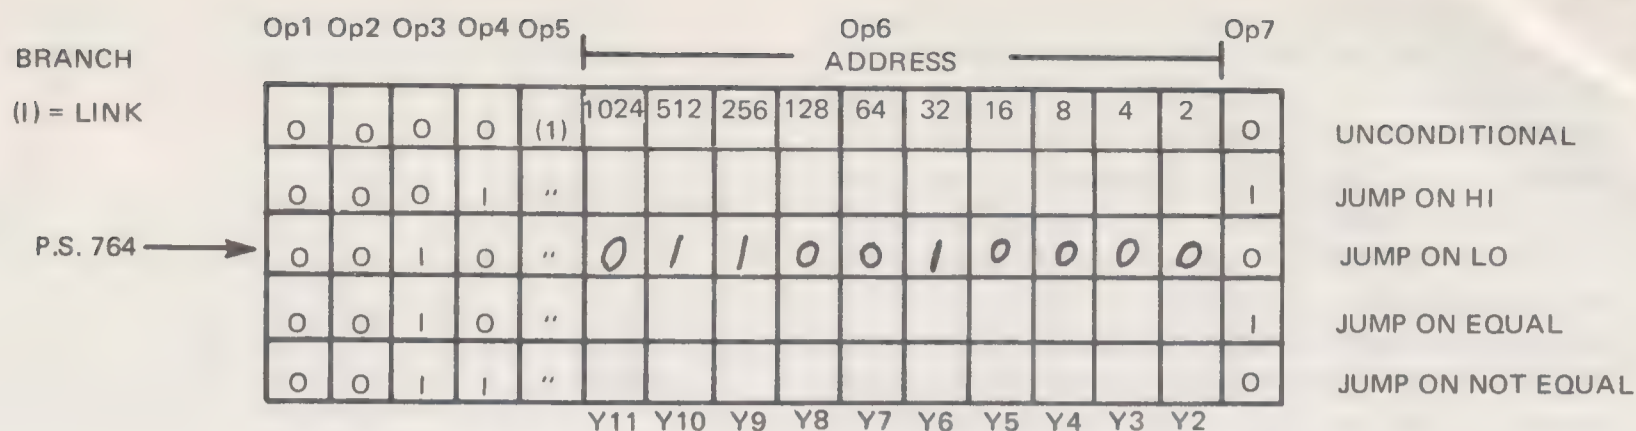 Op1 Op2 Op3 Op4 Op5 Op6 Op7
BRANCH ADDRESS
(I) = LINK
0 0 0 0 (1) 1024 512 256 128 64 32 16 8 4 2 0 UNCONDITIONAL
0 0 0 1 " 1 JUMP ON HI
P.S. 764 0 0 1 0 " 0 1 1 0 0 1 0 0 0 0 0 JUMP ON LO
0 0 1 0 " 1 JUMP ON EQUAL
0 0 1 1 " 0 JUMP ON NOT EQUAL
Y11 Y10 Y9 Y8 Y7 Y6 Y5 Y4 Y3 Y2